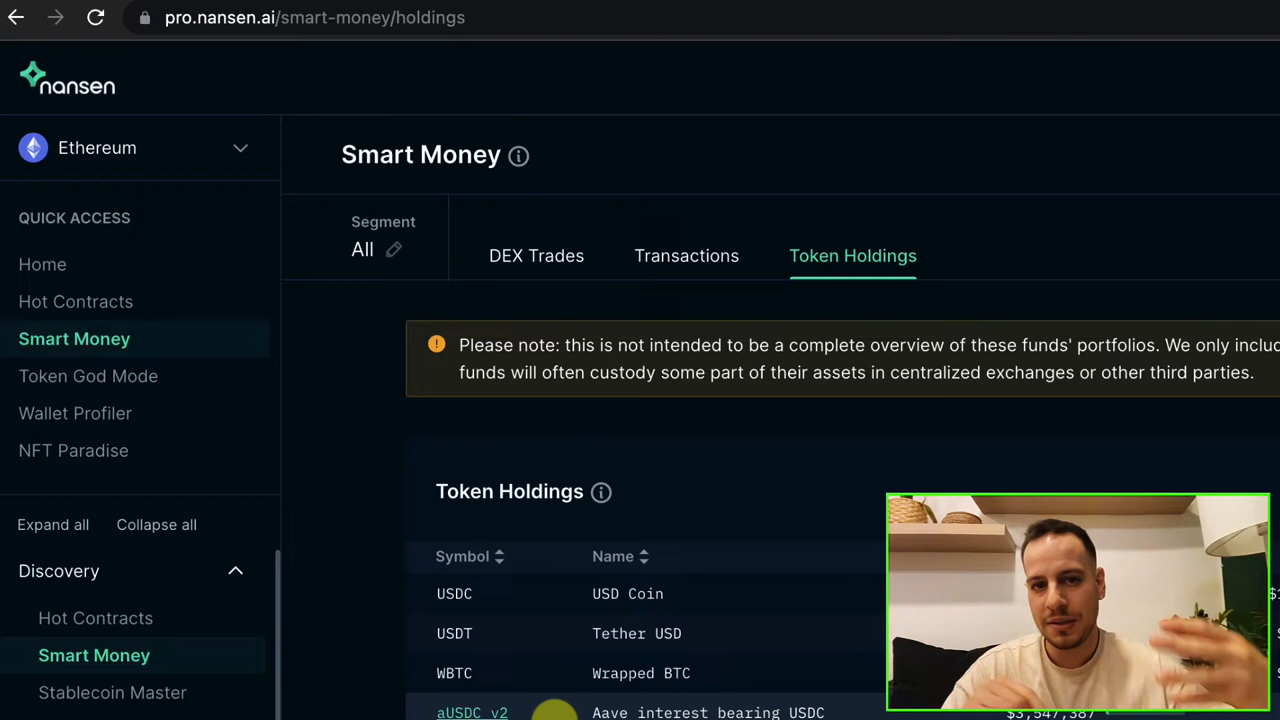 pro.nansen.ai/smart-money/holdings
nansen
Ethereum
QUICK ACCESS
Home
Hot Contracts
Smart Money
Token God Mode
Wallet Profiler
NFT Paradise
Expand all Collapse all
Discovery
Hot Contracts
Smart Money
Stablecoin Master
Smart Money
Segment
All
DEX Trades Transactions Token Holdings
Please note: this is not intended to be a complete overview of these funds' portfolios. We only
funds will often custody some part of their assets in centralized exchanges or other third parties.
Token Holdings
Symbol Name
USDC USD Coin
USDT Tether USD
WBTC Wrapped BTC
aUSDC v2 Aave interest bearing USDC $3,547,387